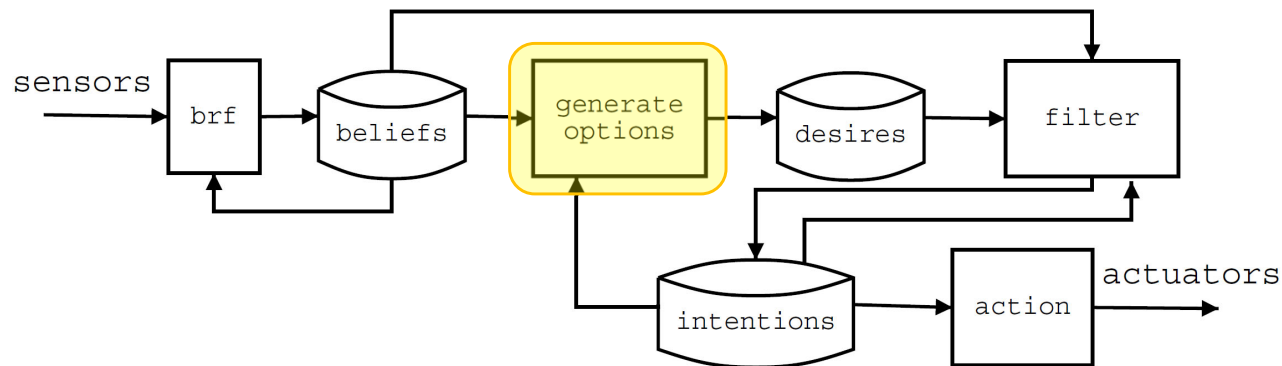 sensors
brf
beliefs
generate
options
desires
filter
intentions
action
actuators